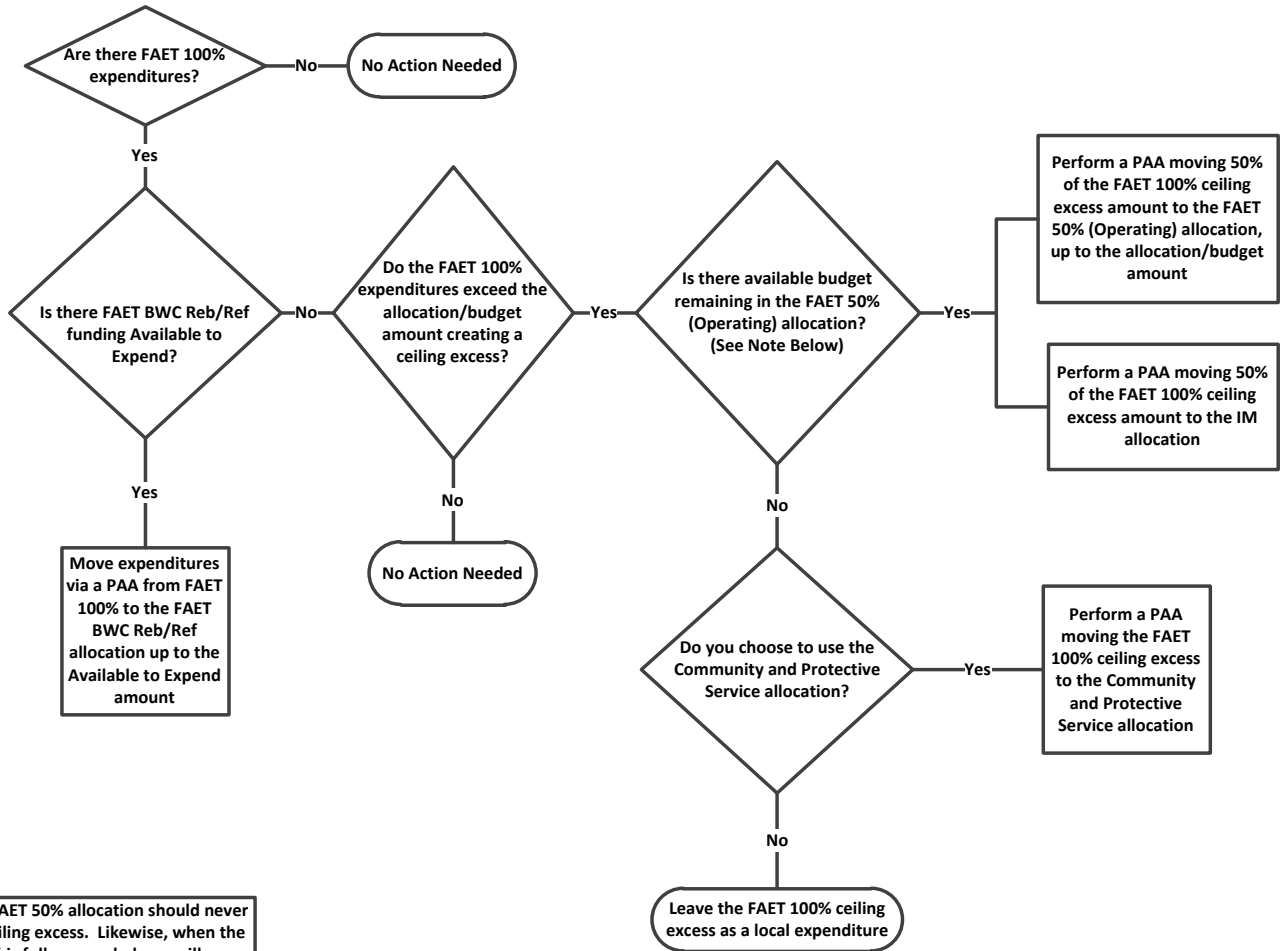 Are there FAET 100%
expenditures?
No
No Action Needed
Yes
Is there FAET BWC Reb/Ref
funding Available to
Expend?
No
Do the FAET 100%
expenditures exceed the
allocation/budget
amount creating a
ceiling excess?
Yes
Is there available budget
remaining in the FAET 50%
(Operating) allocation?
(See Note Below)
Yes
Perform a PAA moving 50%
of the FAET 100% ceiling
excess amount to the FAET
50% (Operating) allocation,
up to the allocation/budget
amount
Perform a PAA moving 50%
of the FAET 100% ceiling
excess amount to the IM
allocation
Yes
Move expenditures
via a PAA from FAET
100% to the FAET
BWC Reb/Ref
allocation up to the
Available to Expend
amount
No
No Action Needed
No
Do you choose to use the
Community and Protective
Service allocation?
Yes
Perform a PAA
moving the FAET
100% ceiling excess
to the Community
and Protective
Service allocation
No
Leave the FAET 100% ceiling
excess as a local expenditure
50% allocation should never
excess. Likewise, when the